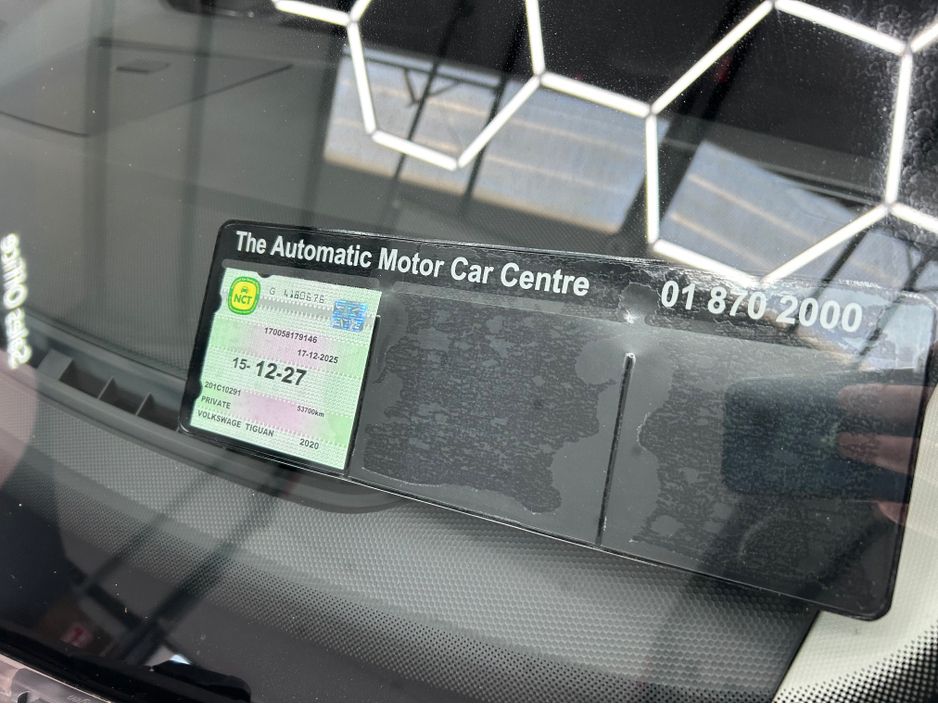 The Automatic Motor Car Centre
01 870 2000
NCT
G 4160676
170058179146
17-12-2025
15-12-27
201C10291
PRIVATE
53700km
VOLKSWAGE TIGUAN
2020